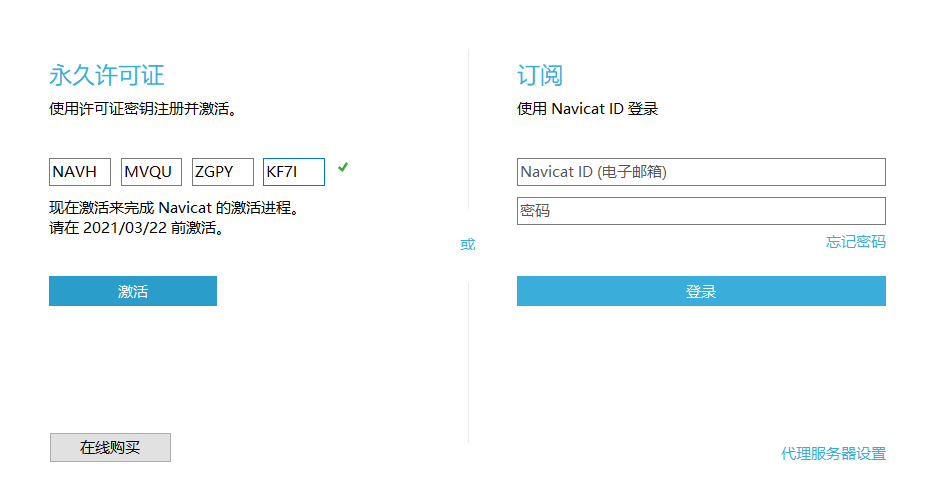 永久许可证
使用许可证密钥注册并激活。
NAVH MVQU ZGPY KF7I
现在激活来完成 Navicat 的激活进程。
请在 2021/03/22 前激活。
激活
在线购买
或
订阅
使用 Navicat ID 登录
Navicat ID (电子邮箱)
密码
忘记密码
登录
代理服务器设置